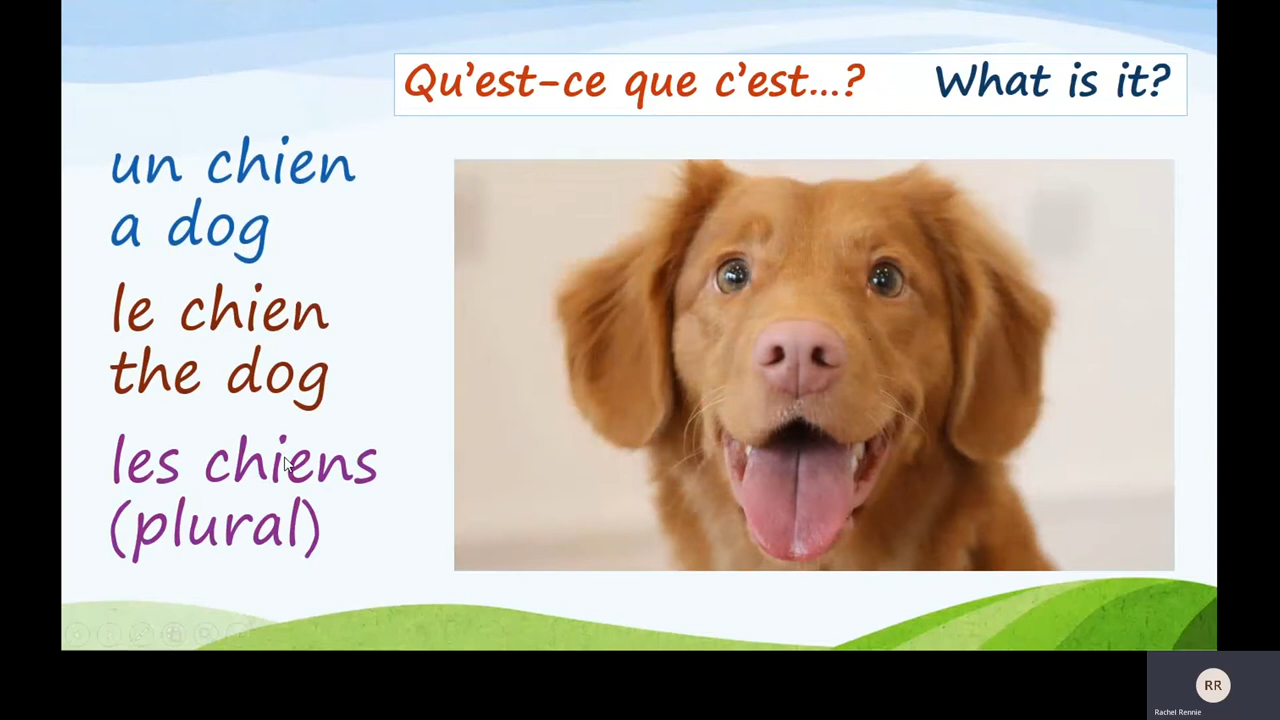 Qu'est-ce que c'est...? What is it?
un chien
a dog
le chien
the dog
les chiens
(plural)
RR
Rachel Rennie